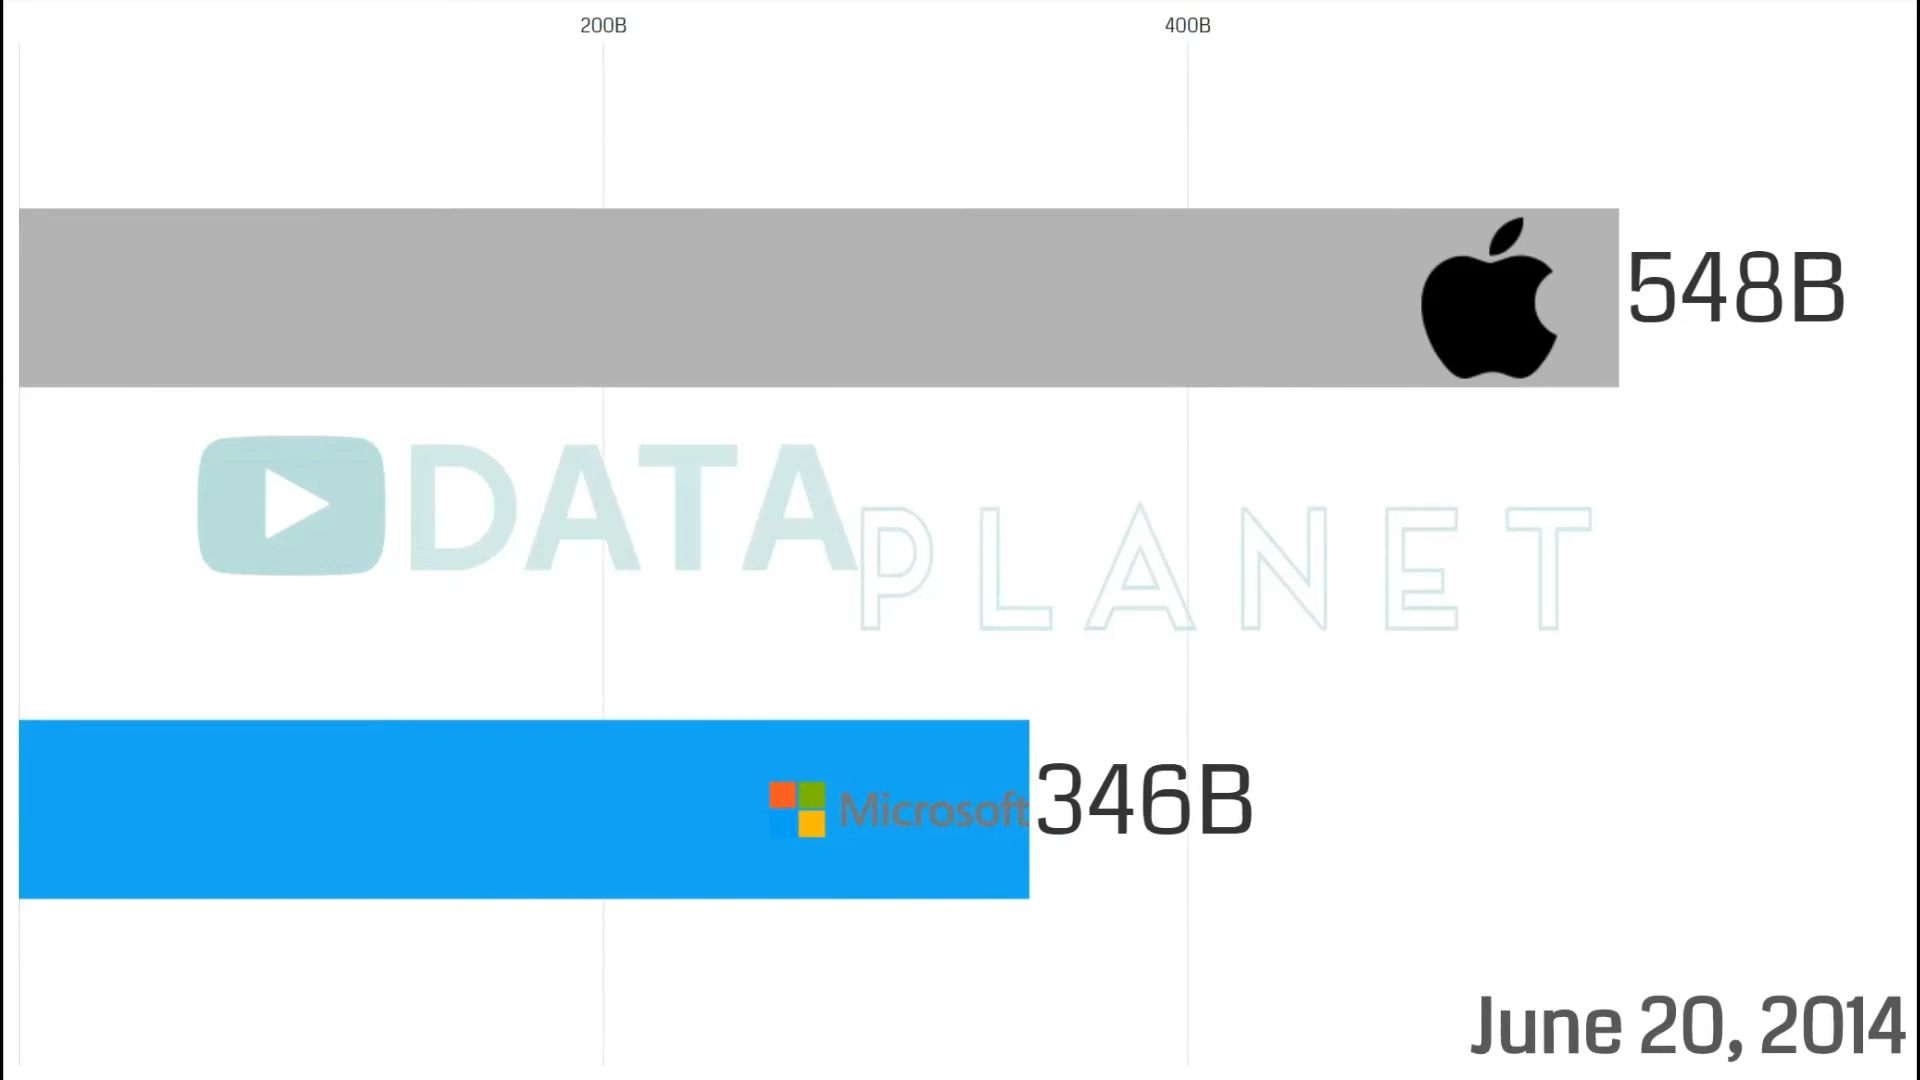 200B 400B
548B
DATA
PLANET
Microsoft 346B
June 20, 2014